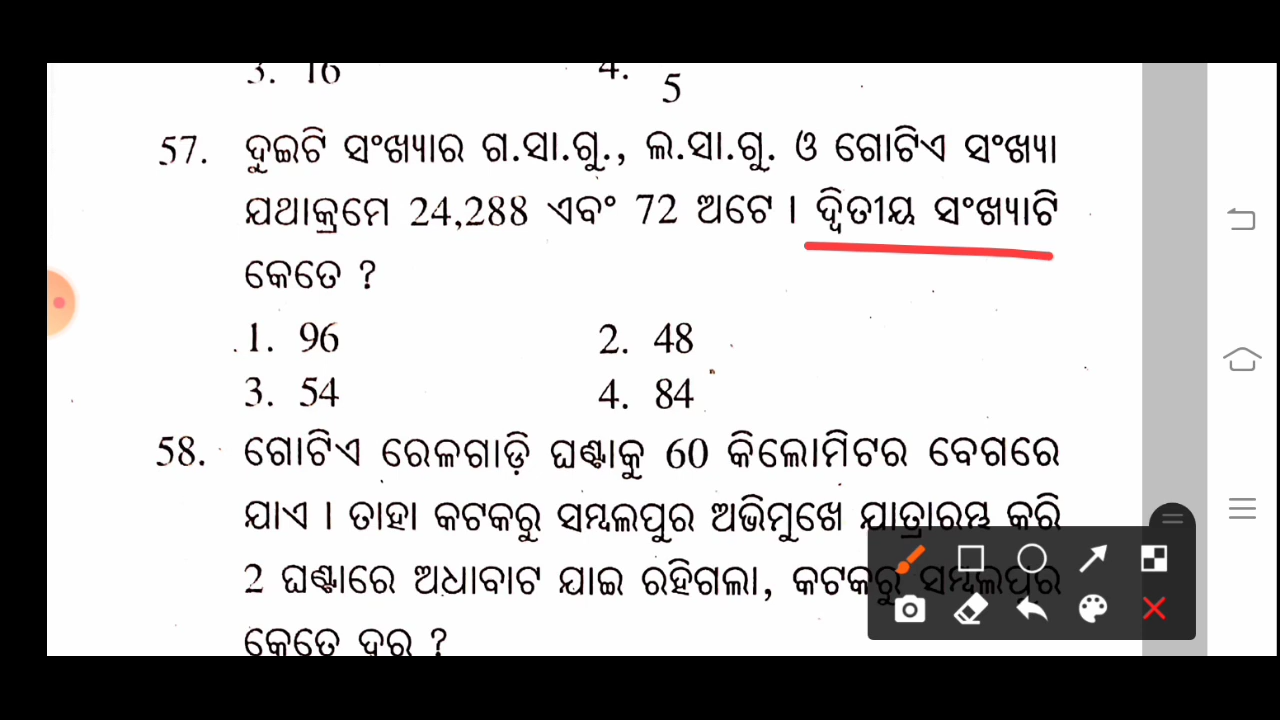 3. 16 4. 5
57. ଦୁଇଟି ସଂଖ୍ୟାର ଗ.ସା.ଗୁ., ଲ.ସା.ଗୁ. ଓ ଗୋଟିଏ ସଂଖ୍ୟା
ଯଥାକ୍ରମେ 24,288 ଏବଂ 72 ଅଟେ । ଦ୍ୱିତୀୟ ସଂଖ୍ୟାଟି
କେତେ ?
1. 96 2. 48
3. 54 4. 84
58. ଗୋଟିଏ ରେଳଗାଡ଼ି ଘଣ୍ଟାକୁ 60 କିଲୋମିଟର ବେଗରେ
ଯାଏ । ତାହା କଟକରୁ ସମ୍ବଲପୁର ଅଭିମୁଖେ ଯାତ୍ରାରମ୍ଭ କରି
2 ଘଣ୍ଟାରେ ଅଧାବାଟ ଯାଇ ରହିଗଲା, କଟକରୁ ସମ୍ବଲପୁର
କେତେ ଦୂର ?